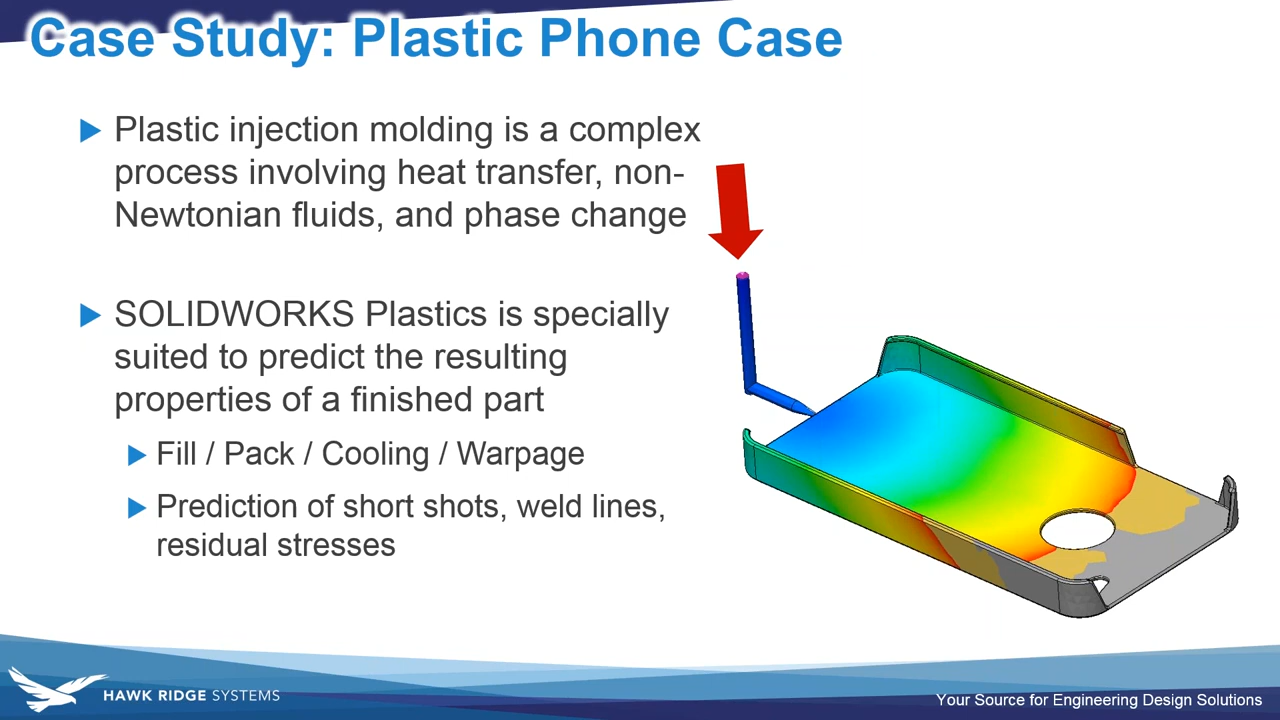 Case Study: Plastic Phone Case
Plastic injection molding is a complex
process involving heat transfer, non-
Newtonian fluids, and phase change
SOLIDWORKS Plastics is specially
suited to predict the resulting
properties of a finished part
Fill / Pack / Cooling / Warpage
Prediction of short shots, weld lines,
residual stresses
HAWK RIDGE SYSTEMS
Your Source for Engineering Design Solutions